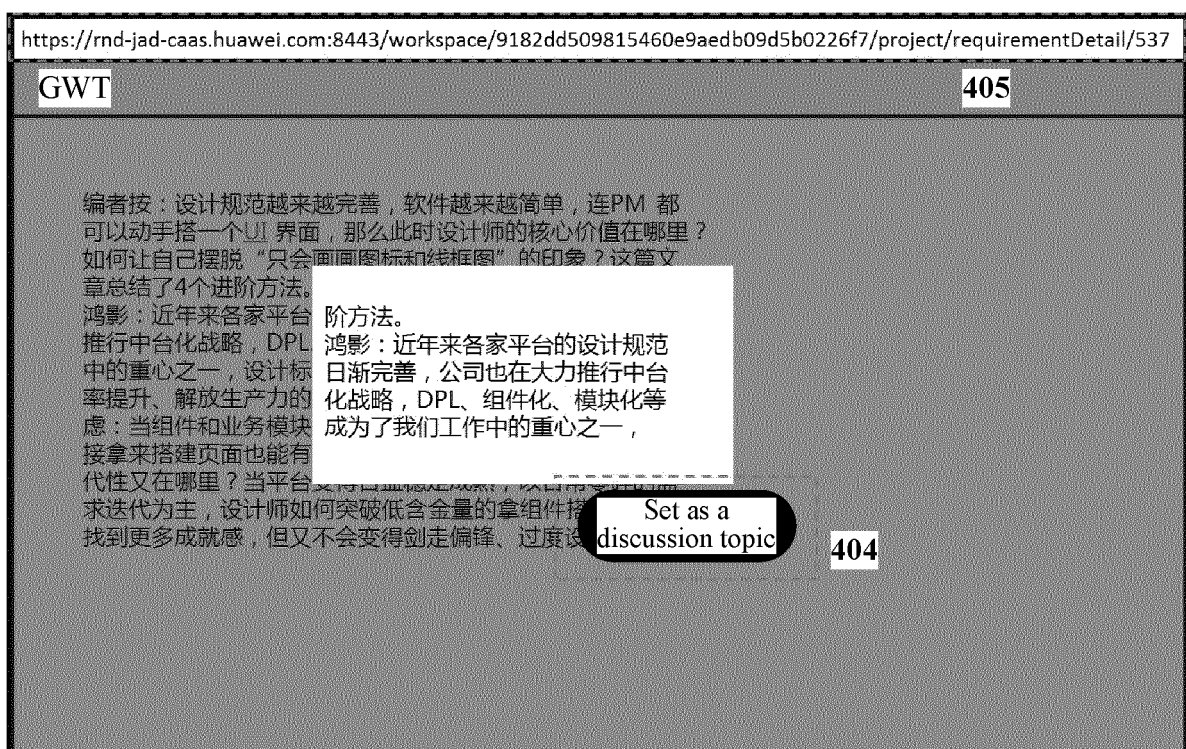 https://rnd-jad-caas.huawei.com:8443/workspace/9182dd509815460e9aedb09d5b0226f7/project/requirementDetail/537
GWT
405
编者按：设计规范越来越完善，软件越来越简单，连PM 都
可以动手搭一个UI 界面，那么此时设计师的核心价值在哪里？
如何让自己摆脱“只会画画图标和线框图”的印象？这篇文
章总结了4个进阶方法。
鸿影：近年来各家平台
推行中台化战略，DPL
中的重心之一，设计标
率提升、解放生产力的
虑：当组件和业务模块
接拿来搭建页面也能有
代性又在哪里？当平台
求迭代为主，设计师如何突破低含金量的拿组件搭
找到更多成就感，但又不会变得剑走偏锋、过度设
阶方法。
鸿影：近年来各家平台的设计规范
日渐完善，公司也在大力推行中台
化战略，DPL、组件化、模块化等
成为了我们工作中的重心之一，
Set as a
discussion topic
404